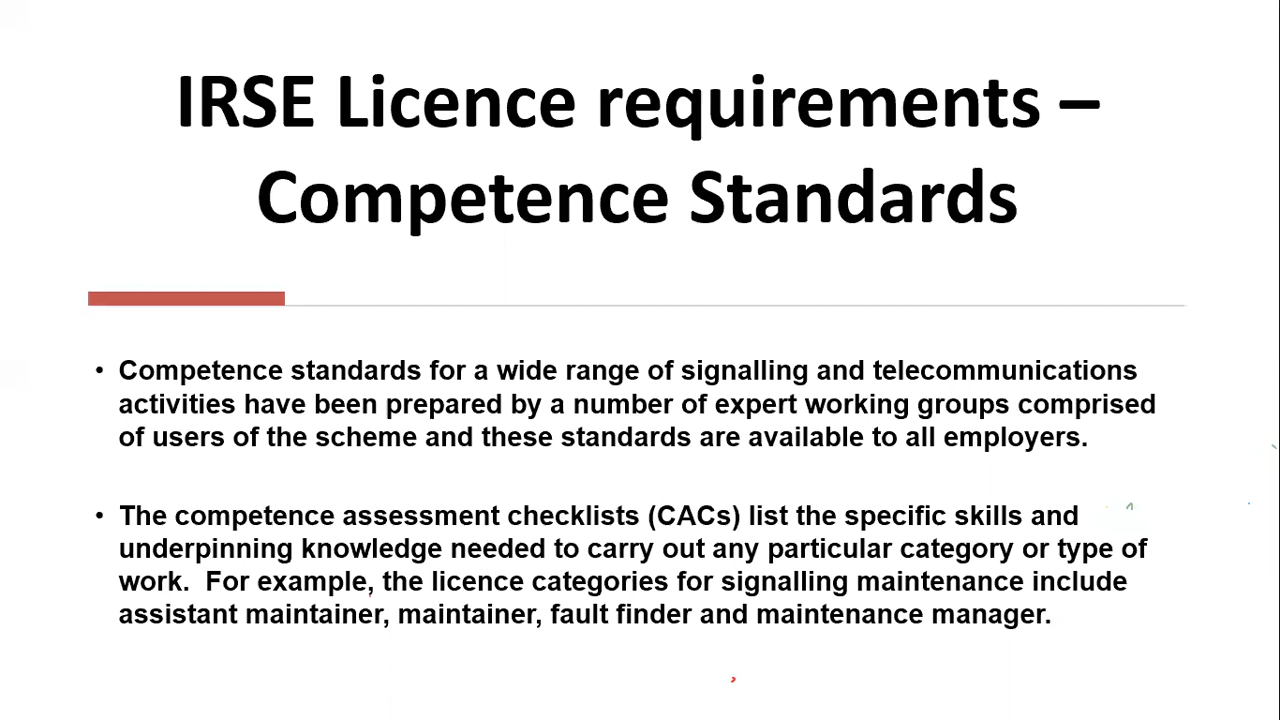 IRSE Licence requirements –
Competence Standards
• Competence standards for a wide range of signalling and telecommunications
activities have been prepared by a number of expert working groups comprised
of users of the scheme and these standards are available to all employers.
• The competence assessment checklists (CACs) list the specific skills and
underpinning knowledge needed to carry out any particular category or type of
work.  For example, the licence categories for signalling maintenance include
assistant maintainer, maintainer, fault finder and maintenance manager.